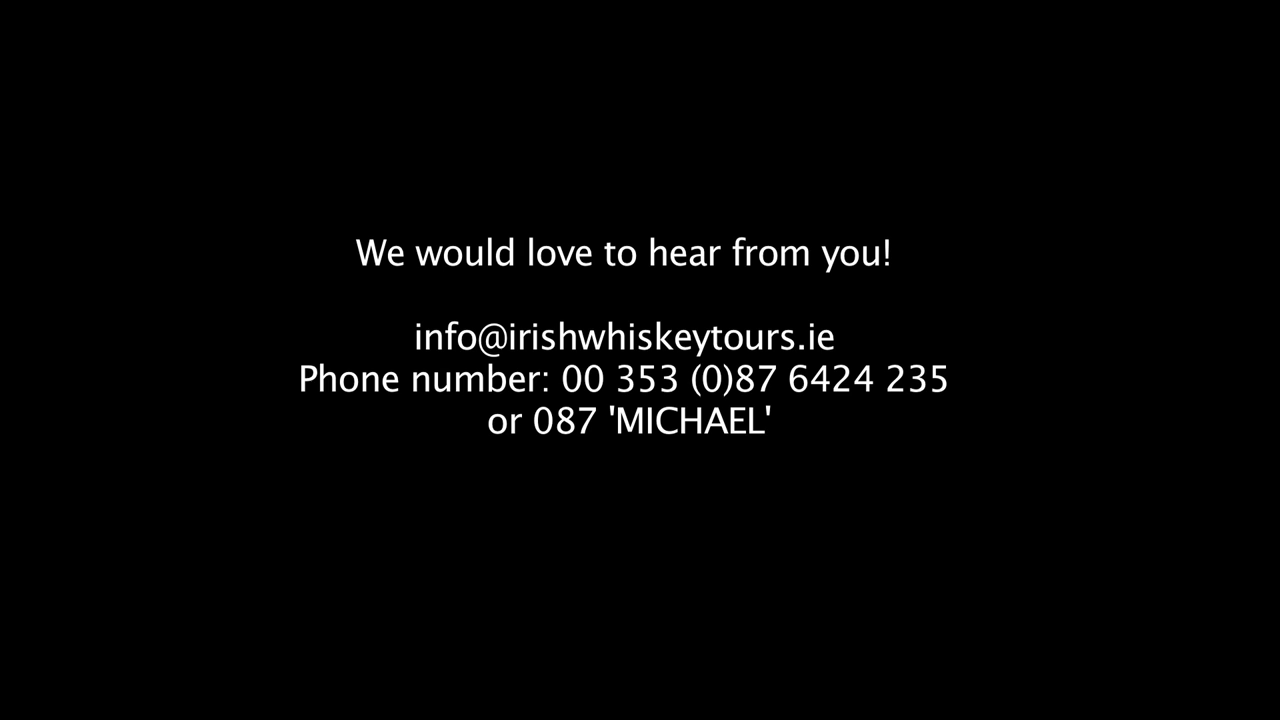 We would love to hear from you!
info@irishwhiskeytours.ie
Phone number: 00 353 (0)87 6424 235
or 087 'MICHAEL'